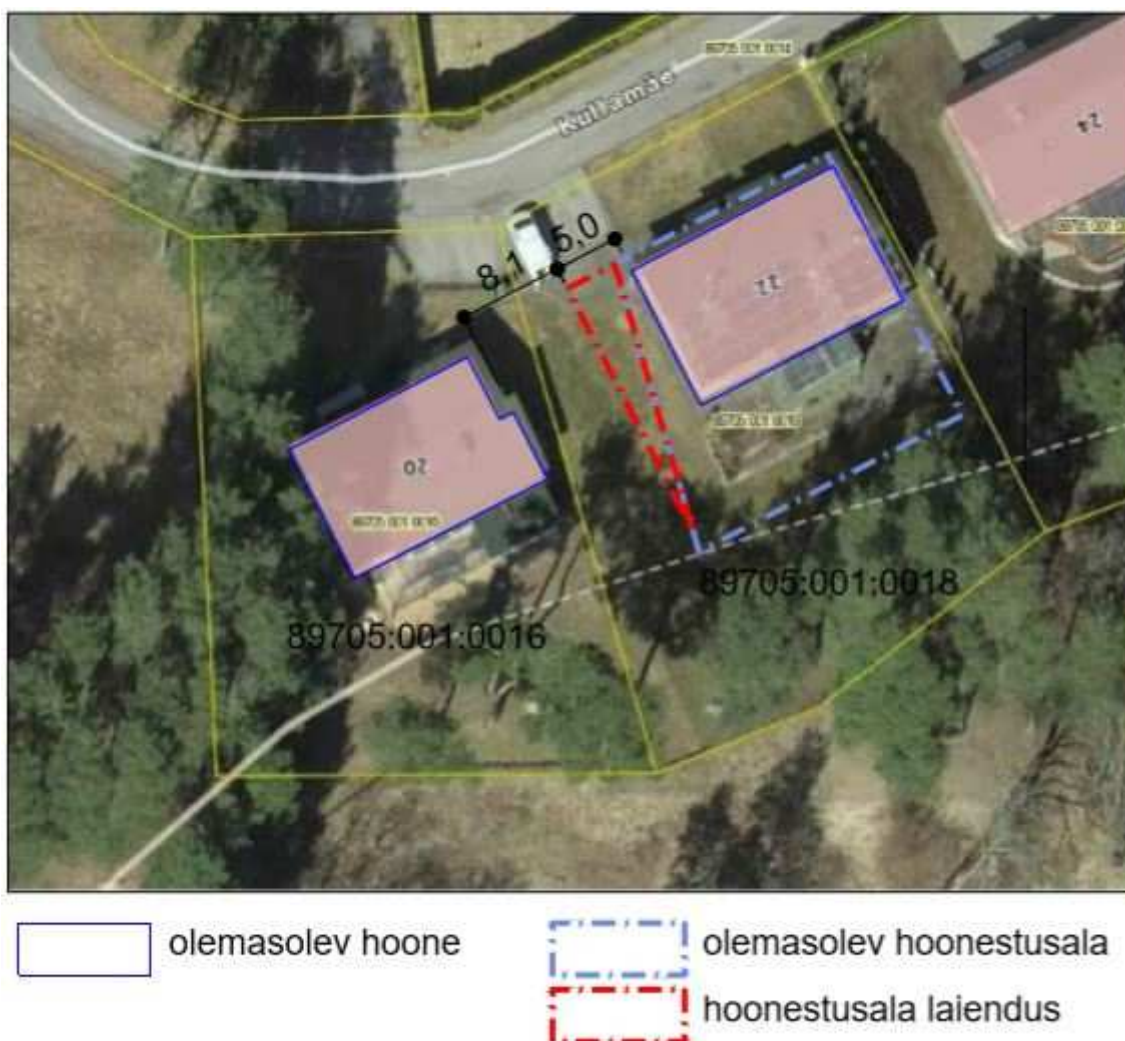 Kullamäe
24
22
5,0
8,1
20
89705:001:0018
89705:001:0016
olemasolev hoone
olemasolev hoonestusala
hoonestusala laiendus